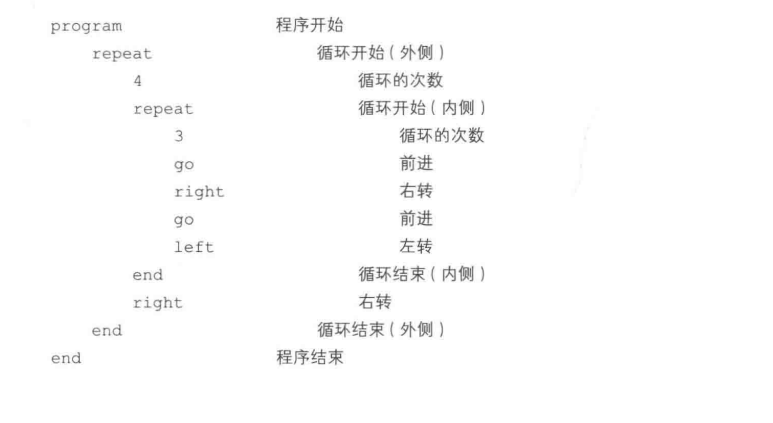 program 程序开始
repeat 循环开始(外侧)
4 循环的次数
repeat 循环开始(内侧)
3 循环的次数
go 前进
right 右转
go 前进
left 左转
end 循环结束(内侧)
right 右转
end 循环结束(外侧)
end 程序结束